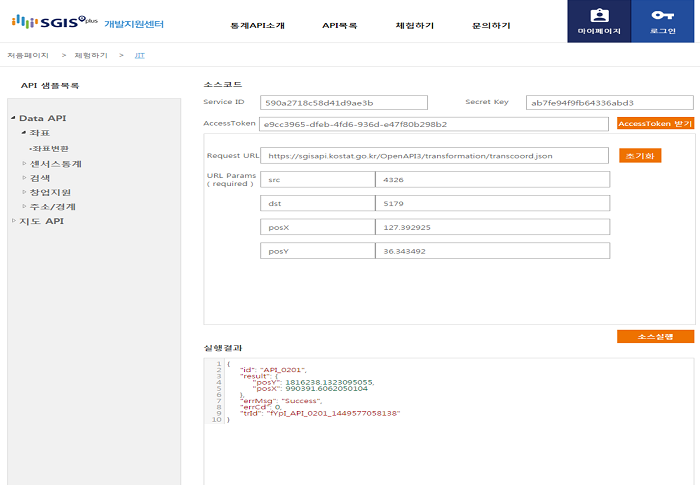 SGIS plus 개발지원센터
통계API소개 API목록 체험하기 문의하기
마이페이지 로그인
처음페이지 > 체험하기 > JIT
API 샘플목록
Data API
좌표
•좌표변환
센서스통계
검색
창업지원
주소/경계
지도 API
소스코드
Service ID 590a2718c58d41d9ae3b Secret Key ab7fe94f9fb64336abd3
AccessToken e9cc3965-dfeb-4fd6-936d-e47f80b298b2 AccessToken 받기
Request URL https://sgisapi.kostat.go.kr/OpenAPI3/transformation/transcoord.json 초기화
URL Params src 4326
( required )
dst 5179
posX 127.392925
posY 36.343492
소스실행
실행결과
1 {
2 "id": "API_0201",
3 "result": {
4 "posY": 1816238.1323095055,
5 "posX": 990391.6062050104
6 },
7 "errMsg": "Success",
8 "errCd": 0,
9 "trId": "fYpI_API_0201_1449577058138"
10 }